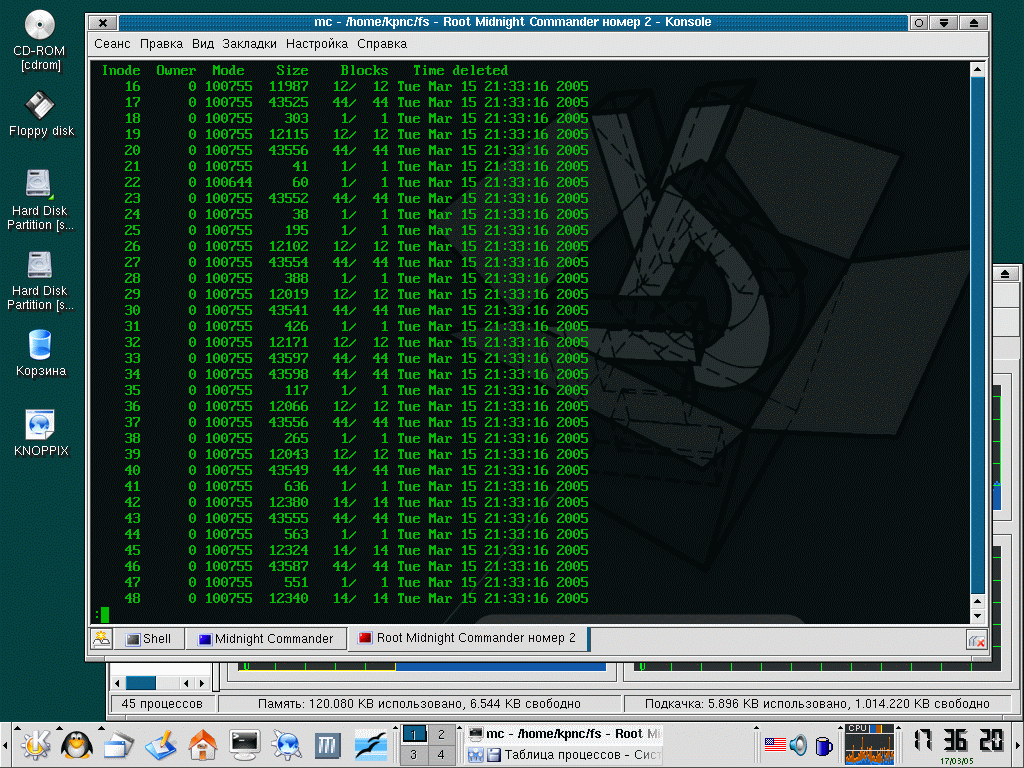 mc - /home/kpnc/fs - Root Midnight Commander номер 2 - Konsole
Сеанс Правка Вид Закладки Настройка Справка
CD-ROM
[cdrom]
Floppy disk
Hard Disk
Partition [s...
Hard Disk
Partition [s...
Корзина
KNOPPIX
Inode Owner Mode Size Blocks Time deleted
16 0 100755 11987 12/ 12 Tue Mar 15 21:33:16 2005
17 0 100755 43525 44/ 44 Tue Mar 15 21:33:16 2005
18 0 100755 303 1/ 1 Tue Mar 15 21:33:16 2005
19 0 100755 12115 12/ 12 Tue Mar 15 21:33:16 2005
20 0 100755 43556 44/ 44 Tue Mar 15 21:33:16 2005
21 0 100755 41 1/ 1 Tue Mar 15 21:33:16 2005
22 0 100644 60 1/ 1 Tue Mar 15 21:33:16 2005
23 0 100755 43552 44/ 44 Tue Mar 15 21:33:16 2005
24 0 100755 38 1/ 1 Tue Mar 15 21:33:16 2005
25 0 100755 195 1/ 1 Tue Mar 15 21:33:16 2005
26 0 100755 12102 12/ 12 Tue Mar 15 21:33:16 2005
27 0 100755 43554 44/ 44 Tue Mar 15 21:33:16 2005
28 0 100755 388 1/ 1 Tue Mar 15 21:33:16 2005
29 0 100755 12019 12/ 12 Tue Mar 15 21:33:16 2005
30 0 100755 43541 44/ 44 Tue Mar 15 21:33:16 2005
31 0 100755 426 1/ 1 Tue Mar 15 21:33:16 2005
32 0 100755 12171 12/ 12 Tue Mar 15 21:33:16 2005
33 0 100755 43597 44/ 44 Tue Mar 15 21:33:16 2005
34 0 100755 43598 44/ 44 Tue Mar 15 21:33:16 2005
35 0 100755 117 1/ 1 Tue Mar 15 21:33:16 2005
36 0 100755 12066 12/ 12 Tue Mar 15 21:33:16 2005
37 0 100755 43556 44/ 44 Tue Mar 15 21:33:16 2005
38 0 100755 265 1/ 1 Tue Mar 15 21:33:16 2005
39 0 100755 12043 12/ 12 Tue Mar 15 21:33:16 2005
40 0 100755 43549 44/ 44 Tue Mar 15 21:33:16 2005
41 0 100755 636 1/ 1 Tue Mar 15 21:33:16 2005
42 0 100755 12380 14/ 14 Tue Mar 15 21:33:16 2005
43 0 100755 43555 44/ 44 Tue Mar 15 21:33:16 2005
44 0 100755 563 1/ 1 Tue Mar 15 21:33:16 2005
45 0 100755 12324 14/ 14 Tue Mar 15 21:33:16 2005
46 0 100755 43587 44/ 44 Tue Mar 15 21:33:16 2005
47 0 100755 551 1/ 1 Tue Mar 15 21:33:16 2005
48 0 100755 12340 14/ 14 Tue Mar 15 21:33:16 2005
:
Shell Midnight Commander Root Midnight Commander номер 2
0 0
45 процессов Память: 120.080 KB использовано, 6.544 KB свободно Подкачка: 5.896 KB использовано, 1.014.220 KB свободно
1 2
3 4
mc - /home/kpnc/fs - Root Mi
Таблица процессов - Сист
CPU
17 36 20
17/03/05